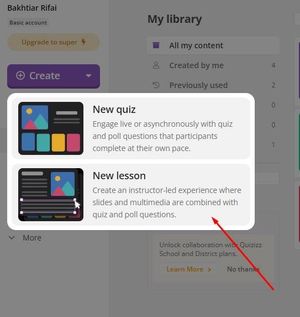 Bakhtiar Rifai
Basic account
Upgrade to super
Create
My library
All my content
Created by me 4
Previously used 2
0
0
1
New quiz
Engage live or asynchronously with quiz
and poll questions that participants
complete at their own pace.
New lesson
Create an instructor-led experience where
slides and multimedia are combined with
quiz and poll questions.
More
Unlock collaboration with Quizizz
School and District plans.
Learn More > No thanks